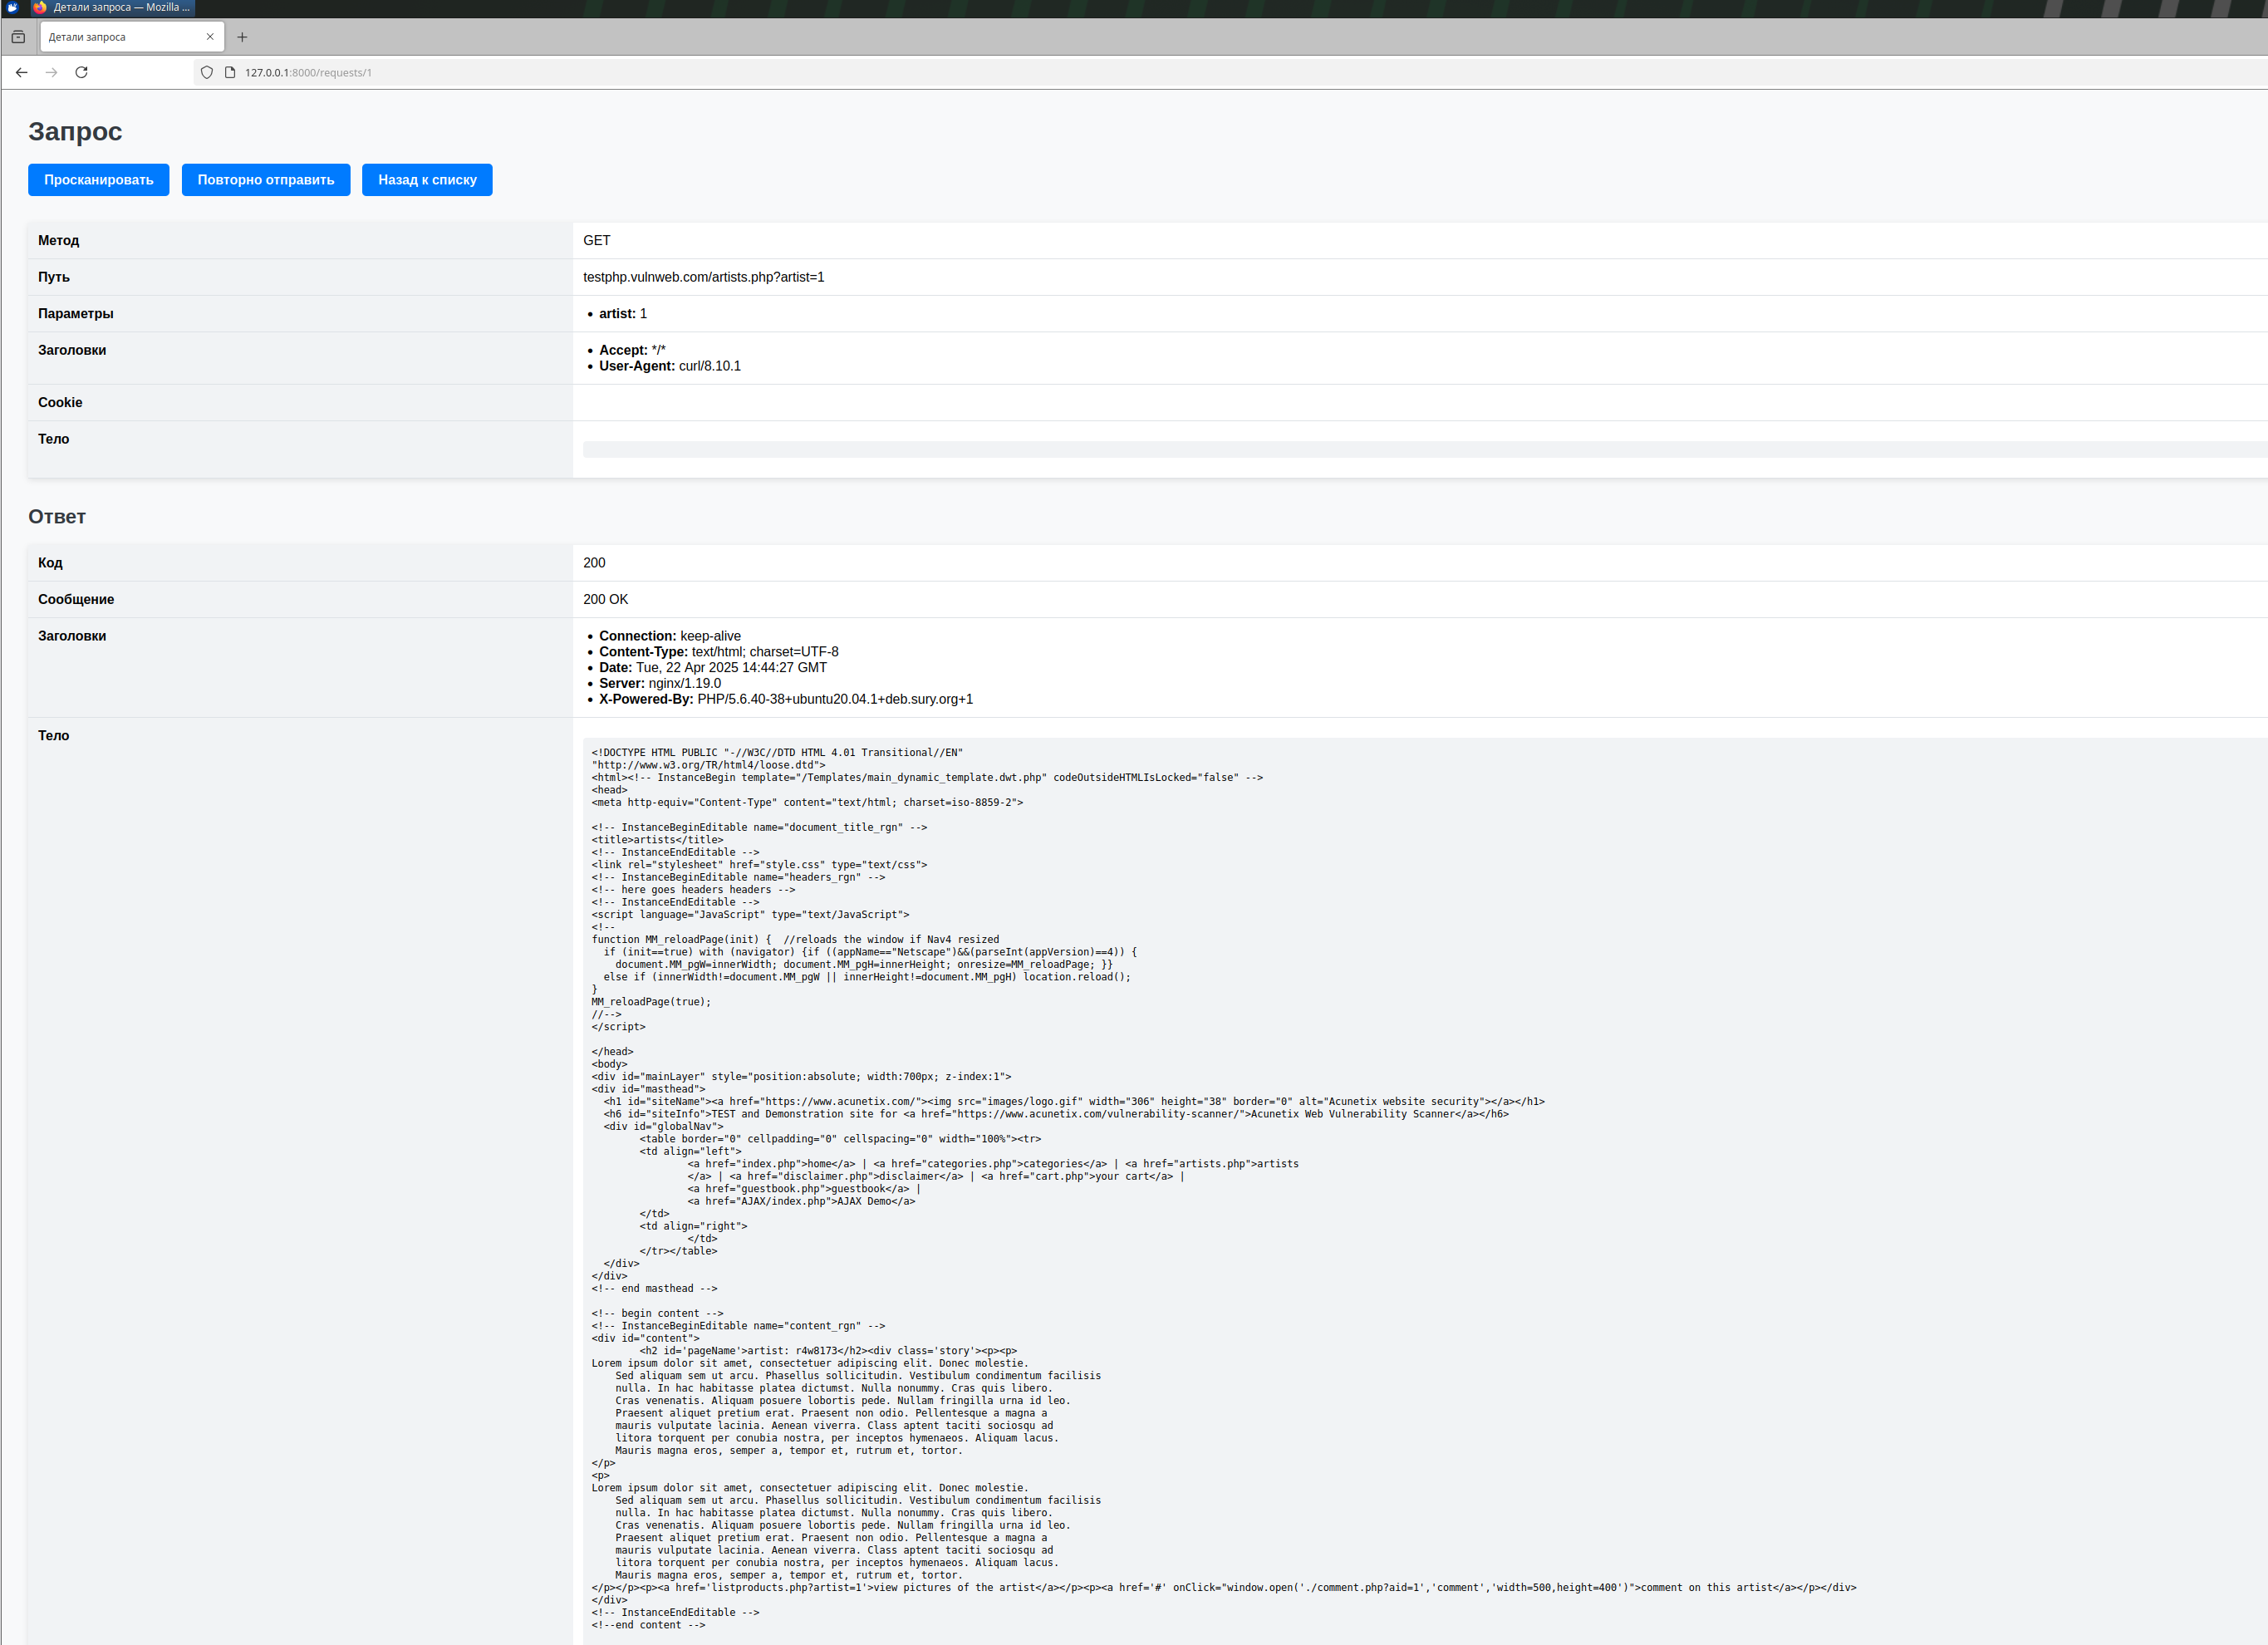 Детали запроса — Mozilla ...
Детали запроса
127.0.0.1:8000/requests/1
Запрос
Просканировать Повторно отправить Назад к списку
Метод GET
Путь testphp.vulnweb.com/artists.php?artist=1
Параметры • artist: 1
Заголовки • Accept: */*
• User-Agent: curl/8.10.1
Cookie
Тело
Ответ
Код 200
Сообщение 200 OK
Заголовки • Connection: keep-alive
• Content-Type: text/html; charset=UTF-8
• Date: Tue, 22 Apr 2025 14:44:27 GMT
• Server: nginx/1.19.0
• X-Powered-By: PHP/5.6.40-38+ubuntu20.04.1+deb.sury.org+1
Тело
<!DOCTYPE HTML PUBLIC "-//W3C//DTD HTML 4.01 Transitional//EN"
"http://www.w3.org/TR/html4/loose.dtd">
<html><!-- InstanceBegin template="/Templates/main_dynamic_template.dwt.php" codeOutsideHTMLIsLocked="false" -->
<head>
<meta http-equiv="Content-Type" content="text/html; charset=iso-8859-2">

<!-- InstanceBeginEditable name="document_title_rgn" -->
<title>artists</title>
<!-- InstanceEndEditable -->
<link rel="stylesheet" href="style.css" type="text/css">
<!-- InstanceBeginEditable name="headers_rgn" -->
<!-- here goes headers headers -->
<!-- InstanceEndEditable -->
<script language="JavaScript" type="text/JavaScript">
<!--
function MM_reloadPage(init) {  //reloads the window if Nav4 resized
  if (init==true) with (navigator) {if ((appName=="Netscape")&&(parseInt(appVersion)==4)) {
    document.MM_pgW=innerWidth; document.MM_pgH=innerHeight; onresize=MM_reloadPage; }}
  else if (innerWidth!=document.MM_pgW || innerHeight!=document.MM_pgH) location.reload();
}
MM_reloadPage(true);
//-->
</script>

</head>
<body>
<div id="mainLayer" style="position:absolute; width:700px; z-index:1">
<div id="masthead">
  <h1 id="siteName"><a href="https://www.acunetix.com/"><img src="images/logo.gif" width="306" height="38" border="0" alt="Acunetix website security"></a></h1>
  <h6 id="siteInfo">TEST and Demonstration site for <a href="https://www.acunetix.com/vulnerability-scanner/">Acunetix Web Vulnerability Scanner</a></h6>
  <div id="globalNav">
        <table border="0" cellpadding="0" cellspacing="0" width="100%"><tr>
        <td align="left">
                <a href="index.php">home</a> | <a href="categories.php">categories</a> | <a href="artists.php">artists
                </a> | <a href="disclaimer.php">disclaimer</a> | <a href="cart.php">your cart</a> |
                <a href="guestbook.php">guestbook</a> |
                <a href="AJAX/index.php">AJAX Demo</a>
        </td>
        <td align="right">
                </td>
        </tr></table>
  </div>
</div>
<!-- end masthead -->

<!-- begin content -->
<!-- InstanceBeginEditable name="content_rgn" -->
<div id="content">
        <h2 id='pageName'>artist: r4w8173</h2><div class='story'><p><p>
Lorem ipsum dolor sit amet, consectetuer adipiscing elit. Donec molestie.
    Sed aliquam sem ut arcu. Phasellus sollicitudin. Vestibulum condimentum facilisis
    nulla. In hac habitasse platea dictumst. Nulla nonummy. Cras quis libero.
    Cras venenatis. Aliquam posuere lobortis pede. Nullam fringilla urna id leo.
    Praesent aliquet pretium erat. Praesent non odio. Pellentesque a magna a
    mauris vulputate lacinia. Aenean viverra. Class aptent taciti sociosqu ad
    litora torquent per conubia nostra, per inceptos hymenaeos. Aliquam lacus.
    Mauris magna eros, semper a, tempor et, rutrum et, tortor.
</p>
<p>
Lorem ipsum dolor sit amet, consectetuer adipiscing elit. Donec molestie.
    Sed aliquam sem ut arcu. Phasellus sollicitudin. Vestibulum condimentum facilisis
    nulla. In hac habitasse platea dictumst. Nulla nonummy. Cras quis libero.
    Cras venenatis. Aliquam posuere lobortis pede. Nullam fringilla urna id leo.
    Praesent aliquet pretium erat. Praesent non odio. Pellentesque a magna a
    mauris vulputate lacinia. Aenean viverra. Class aptent taciti sociosqu ad
    litora torquent per conubia nostra, per inceptos hymenaeos. Aliquam lacus.
    Mauris magna eros, semper a, tempor et, rutrum et, tortor.
</p></p><p><a href='listproducts.php?artist=1'>view pictures of the artist</a></p><p><a href='#' onClick="window.open('./comment.php?aid=1','comment','width=500,height=400')">comment on this artist</a></p></div>
</div>
<!-- InstanceEndEditable -->
<!--end content -->